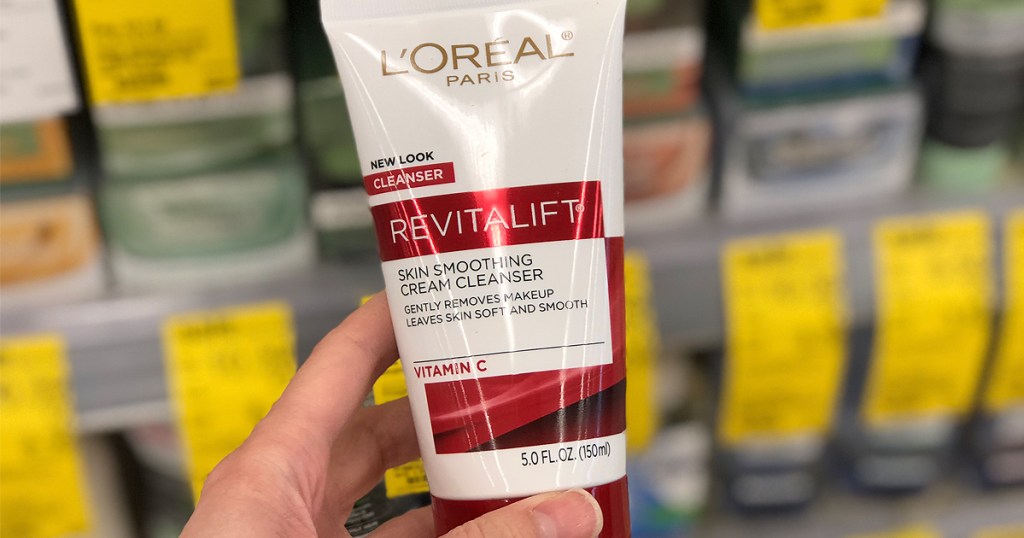 L'ORÉAL®
PARIS
NEW LOOK
CLEANSER
REVITALIFT®
SKIN SMOOTHING
CREAM CLEANSER
GENTLY REMOVES MAKEUP
LEAVES SKIN SOFT AND SMOOTH
VITAMIN C
5.0 FL. OZ. (150ml)